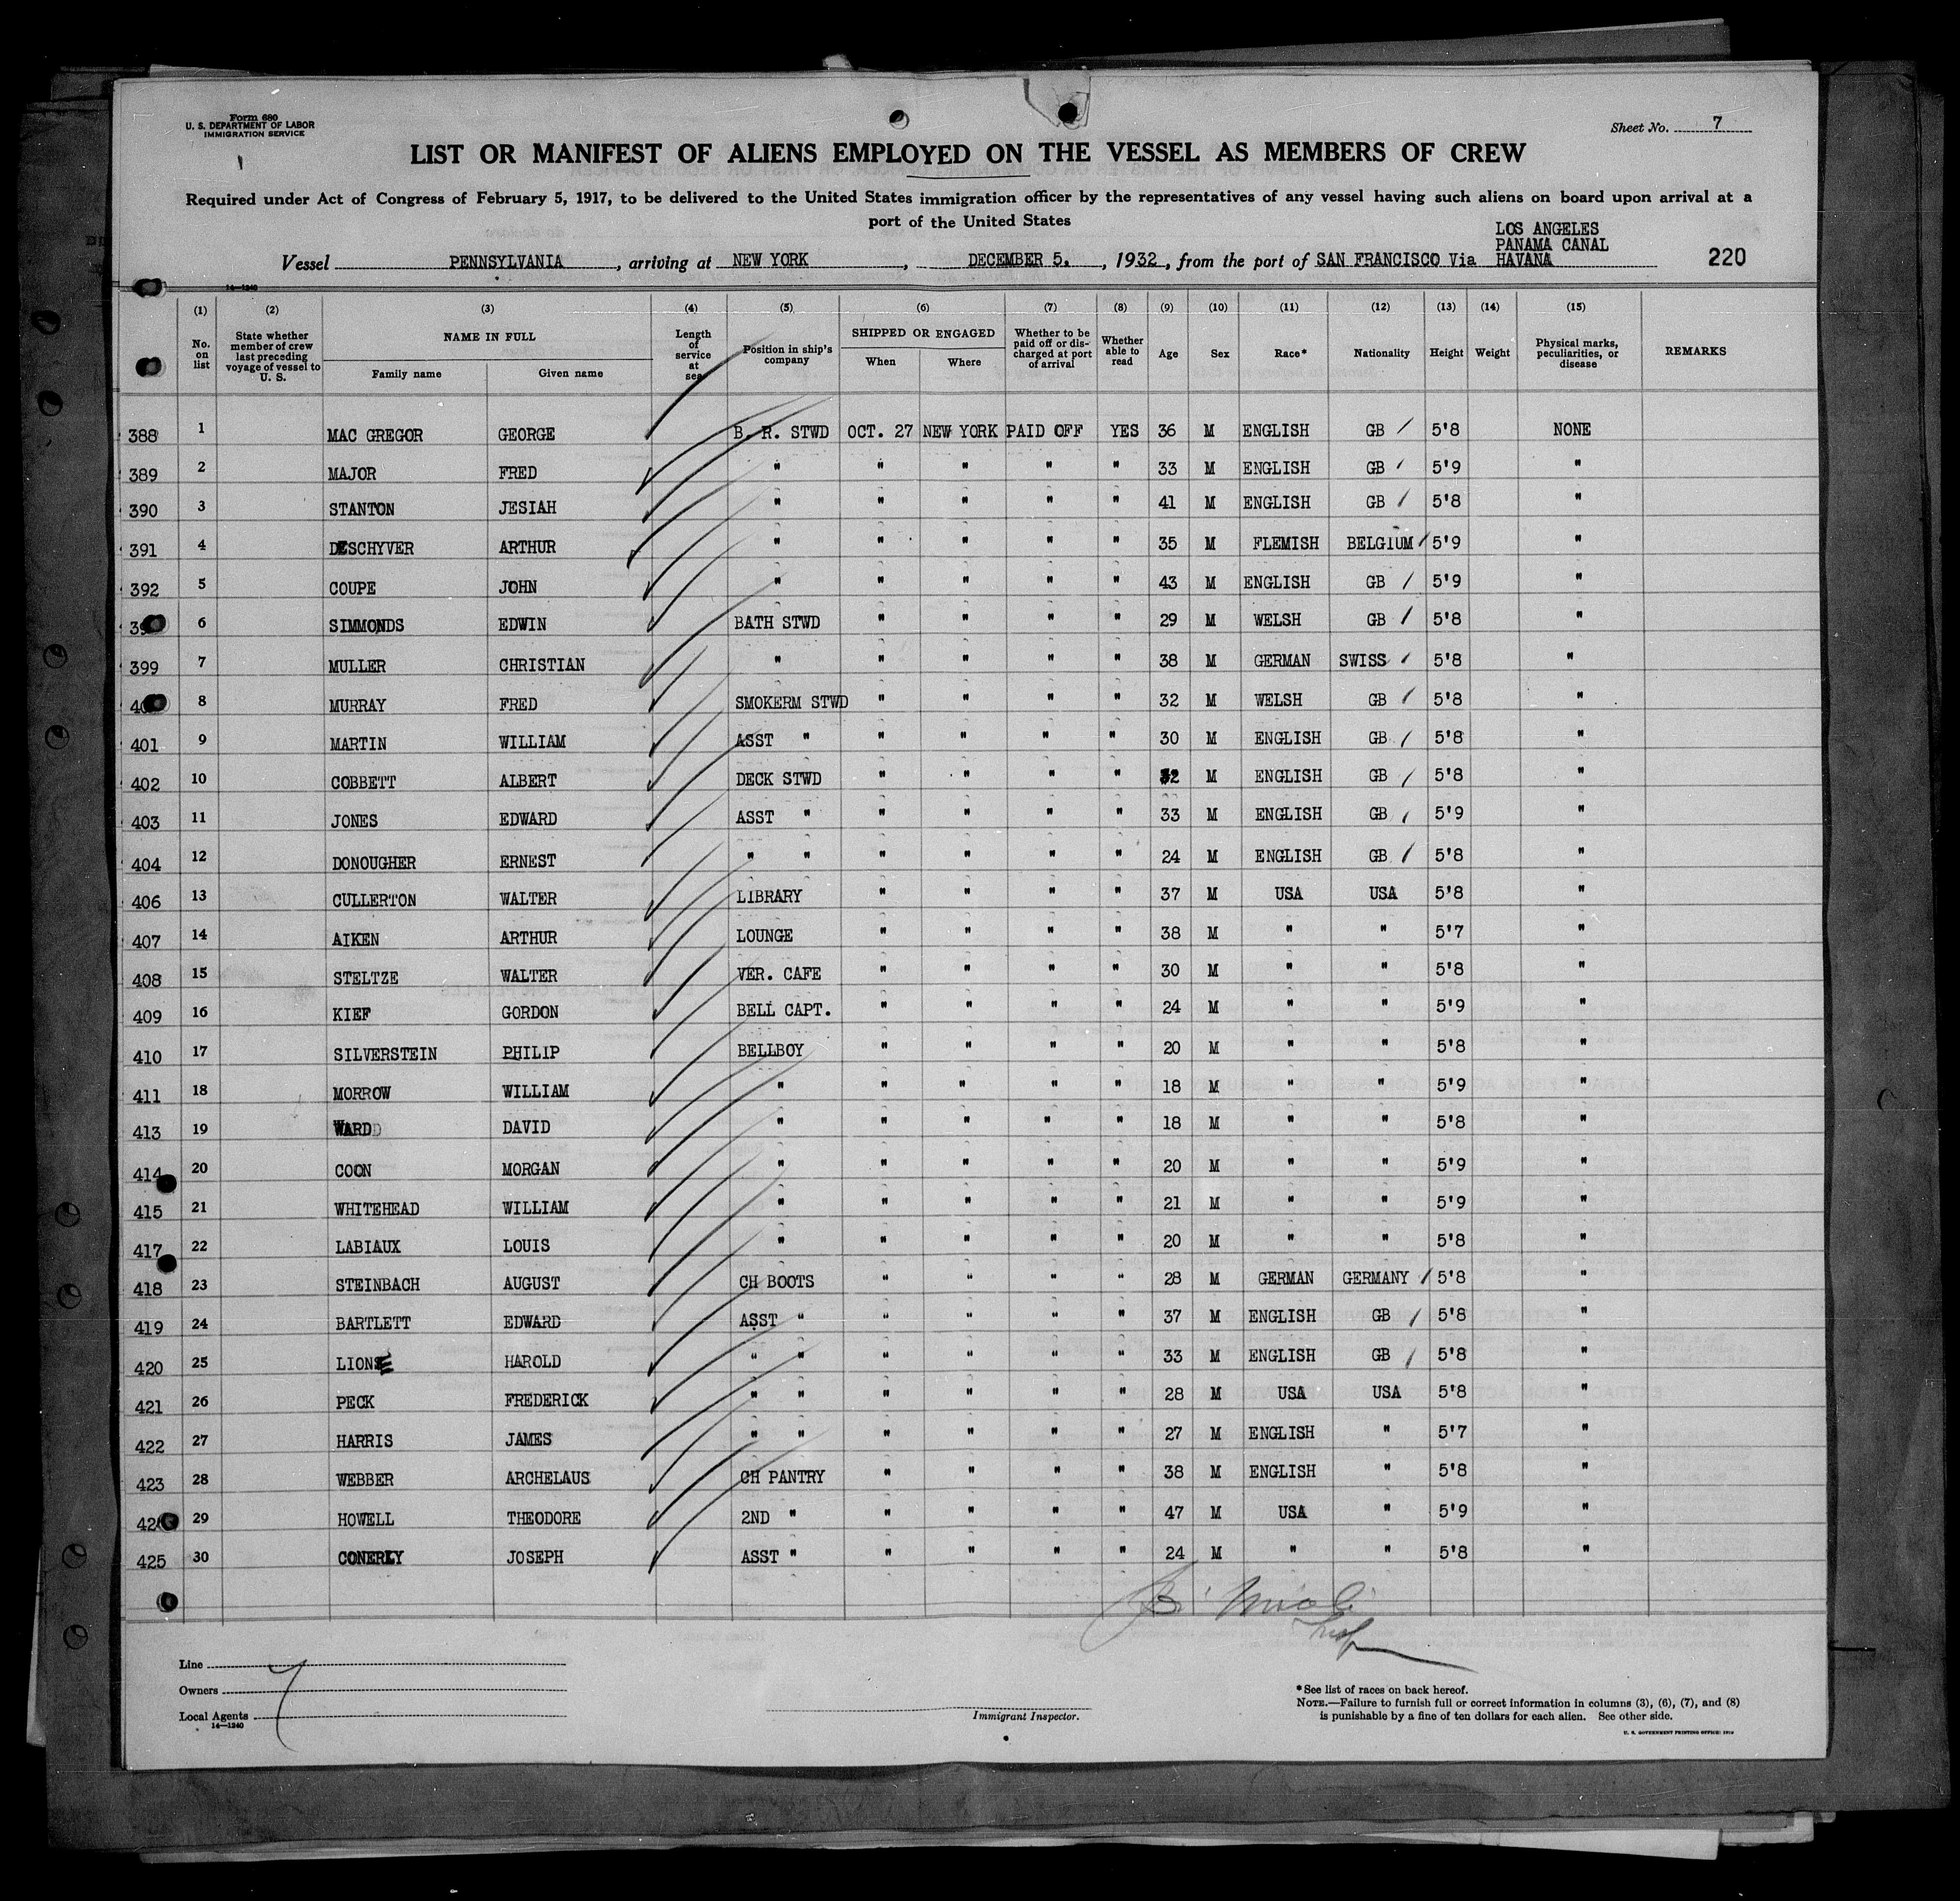 Form 680
U. S. DEPARTMENT OF LABOR
IMMIGRATION SERVICE
Sheet No. 7
LIST OR MANIFEST OF ALIENS EMPLOYED ON THE VESSEL AS MEMBERS OF CREW
Required under Act of Congress of February 5, 1917, to be delivered to the United States immigration officer by the representatives of any vessel having such aliens on board upon arrival at a
port of the United States
LOS ANGELES
PANAMA CANAL
Vessel PENNSYLVANIA, arriving at NEW YORK, DECEMBER 5., 1932, from the port of SAN FRANCISCO Via HAVANA 220
14—1240
(1) (2) (3) (4) (5) (6) (7) (8) (9) (10) (11) (12) (13) (14) (15)
No. on list State whether member of crew last preceding voyage of vessel to U. S. NAME IN FULL Length of service at sea Position in ship's company SHIPPED OR ENGAGED Whether to be paid off or discharged at port of arrival Whether able to read Age Sex Race* Nationality Height Weight Physical marks, peculiarities, or disease REMARKS
Family name Given name When Where
388 1 MAC GREGOR GEORGE B. R. STWD OCT. 27 NEW YORK PAID OFF YES 36 M ENGLISH GB 5'8 NONE
389 2 MAJOR FRED " " " " " 33 M ENGLISH GB 5'9 "
390 3 STANTON JESIAH " " " " " 41 M ENGLISH GB 5'8 "
391 4 DESCHYVER ARTHUR " " " " " 35 M FLEMISH BELGIUM 5'9 "
392 5 COUPE JOHN " " " " " 43 M ENGLISH GB 5'9 "
6 SIMMONDS EDWIN BATH STWD " " " " 29 M WELSH GB 5'8 "
399 7 MULLER CHRISTIAN " " " " " 38 M GERMAN SWISS 5'8 "
8 MURRAY FRED SMOKERM STWD " " " " 32 M WELSH GB 5'8 "
401 9 MARTIN WILLIAM ASST " " " " " 30 M ENGLISH GB 5'8 "
402 10 COBBETT ALBERT DECK STWD " " " " M ENGLISH GB 5'8 "
403 11 JONES EDWARD ASST " " " " " 33 M ENGLISH GB 5'9 "
404 12 DONOUGHER ERNEST " " " " " " 24 M ENGLISH GB 5'8 "
406 13 CULLERTON WALTER LIBRARY " " " " 37 M USA USA 5'8 "
407 14 AIKEN ARTHUR LOUNGE " " " " 38 M " " 5'7 "
408 15 STELTZE WALTER VER. CAFE " " " " 30 M " " 5'8 "
409 16 KIEF GORDON BELL CAPT. " " " " 24 M " " 5'9 "
410 17 SILVERSTEIN PHILIP BELLBOY " " " " 20 M " " 5'8 "
411 18 MORROW WILLIAM " " " " " 18 M " " 5'9 "
413 19 WARD DAVID " " " " " 18 M " " 5'8 "
414 20 COON MORGAN " " " " " 20 M " " 5'9 "
415 21 WHITEHEAD WILLIAM " " " " " 21 M " " 5'9 "
417 22 LABIAUX LOUIS " " " " " 20 M " " 5'8 "
418 23 STEINBACH AUGUST CH BOOTS " " " " 28 M GERMAN GERMANY 5'8 "
419 24 BARTLETT EDWARD ASST " " " " " 37 M ENGLISH GB 5'8 "
420 25 LIONE HAROLD " " " " " " 33 M ENGLISH GB 5'8 "
421 26 PECK FREDERICK " " " " " " 28 M USA USA 5'8 "
422 27 HARRIS JAMES " " " " " " 27 M ENGLISH " 5'7 "
423 28 WEBBER ARCHELAUS CH PANTRY " " " " 38 M ENGLISH " 5'8 "
29 HOWELL THEODORE 2ND " " " " " 47 M USA " 5'9 "
425 30 CONERLY JOSEPH ASST " " " " " 24 M " " 5'8 "
Line
Owners
Local Agents
14—1240
7
Immigrant Inspector.
*See list of races on back hereof.
NOTE.—Failure to furnish full or correct information in columns (3), (6), (7), and (8)
is punishable by a fine of ten dollars for each alien. See other side.